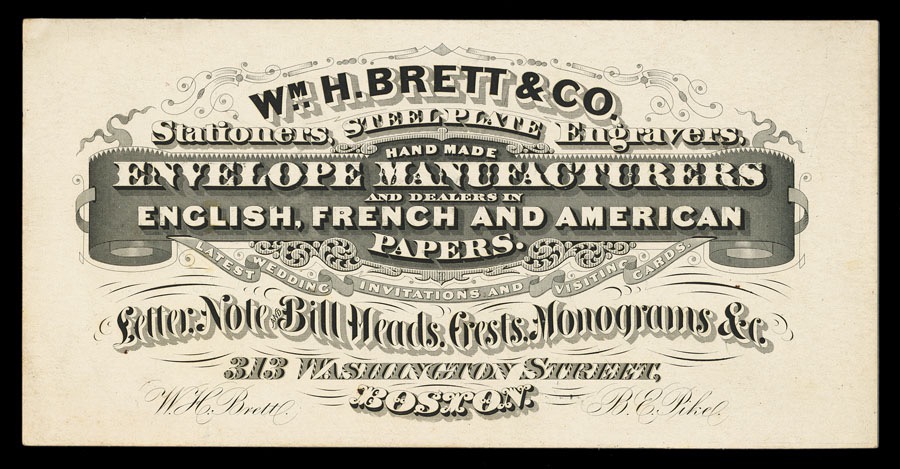 WM. H. BRETT & CO.
Stationers, STEEL PLATE Engravers,
HAND MADE
ENVELOPE MANUFACTURERS
AND DEALERS IN
ENGLISH, FRENCH AND AMERICAN
PAPERS.
LATEST WEDDING INVITATIONS AND VISITING CARDS.
Letter, Note AND Bill Heads, Crests, Monograms &c.
313 WASHINGTON STREET,
BOSTON.
W.H. Brett. B.E. Pike.